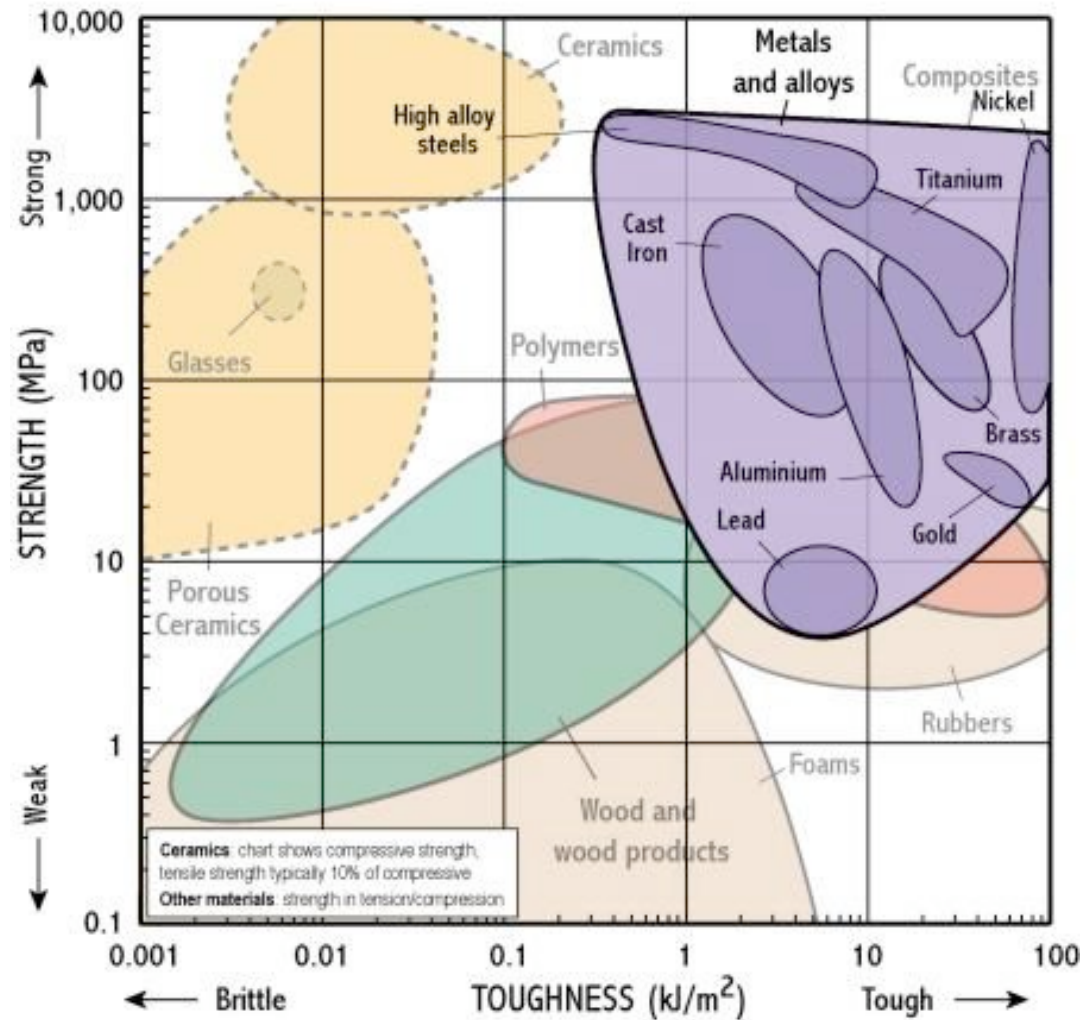 10,000
1,000
100
10
1
0.1
Strong
STRENGTH (MPa)
Weak
Ceramics
Metals
and alloys
Composites
Nickel
High alloy
steels
Titanium
Cast
Iron
Glasses
Polymers
Brass
Aluminium
Lead
Gold
Porous
Ceramics
Rubbers
Foams
Wood and
wood products
Ceramics: chart shows compressive strength,
tensile strength typically 10% of compressive
Other materials: strength in tension/compression
0.001 0.01 0.1 1 10 100
Brittle TOUGHNESS (kJ/m²) Tough